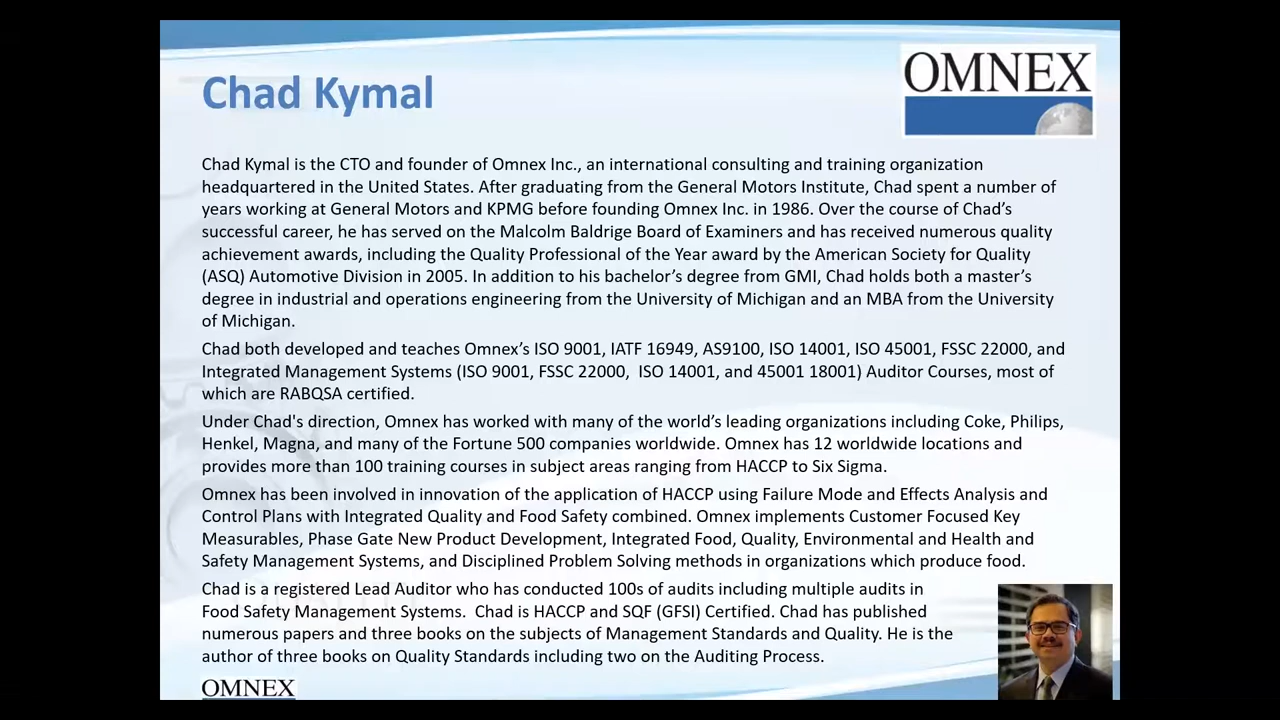 OMNEX
Chad Kymal
Chad Kymal is the CTO and founder of Omnex Inc., an international consulting and training organization
headquartered in the United States. After graduating from the General Motors Institute, Chad spent a number of
years working at General Motors and KPMG before founding Omnex Inc. in 1986. Over the course of Chad’s
successful career, he has served on the Malcolm Baldrige Board of Examiners and has received numerous quality
achievement awards, including the Quality Professional of the Year award by the American Society for Quality
(ASQ) Automotive Division in 2005. In addition to his bachelor’s degree from GMI, Chad holds both a master’s
degree in industrial and operations engineering from the University of Michigan and an MBA from the University
of Michigan.
Chad both developed and teaches Omnex’s ISO 9001, IATF 16949, AS9100, ISO 14001, ISO 45001, FSSC 22000, and
Integrated Management Systems (ISO 9001, FSSC 22000,  ISO 14001, and 45001 18001) Auditor Courses, most of
which are RABQSA certified.
Under Chad's direction, Omnex has worked with many of the world’s leading organizations including Coke, Philips,
Henkel, Magna, and many of the Fortune 500 companies worldwide. Omnex has 12 worldwide locations and
provides more than 100 training courses in subject areas ranging from HACCP to Six Sigma.
Omnex has been involved in innovation of the application of HACCP using Failure Mode and Effects Analysis and
Control Plans with Integrated Quality and Food Safety combined. Omnex implements Customer Focused Key
Measurables, Phase Gate New Product Development, Integrated Food, Quality, Environmental and Health and
Safety Management Systems, and Disciplined Problem Solving methods in organizations which produce food.
Chad is a registered Lead Auditor who has conducted 100s of audits including multiple audits in
Food Safety Management Systems.  Chad is HACCP and SQF (GFSI) Certified. Chad has published
numerous papers and three books on the subjects of Management Standards and Quality. He is the
author of three books on Quality Standards including two on the Auditing Process.
OMNEX